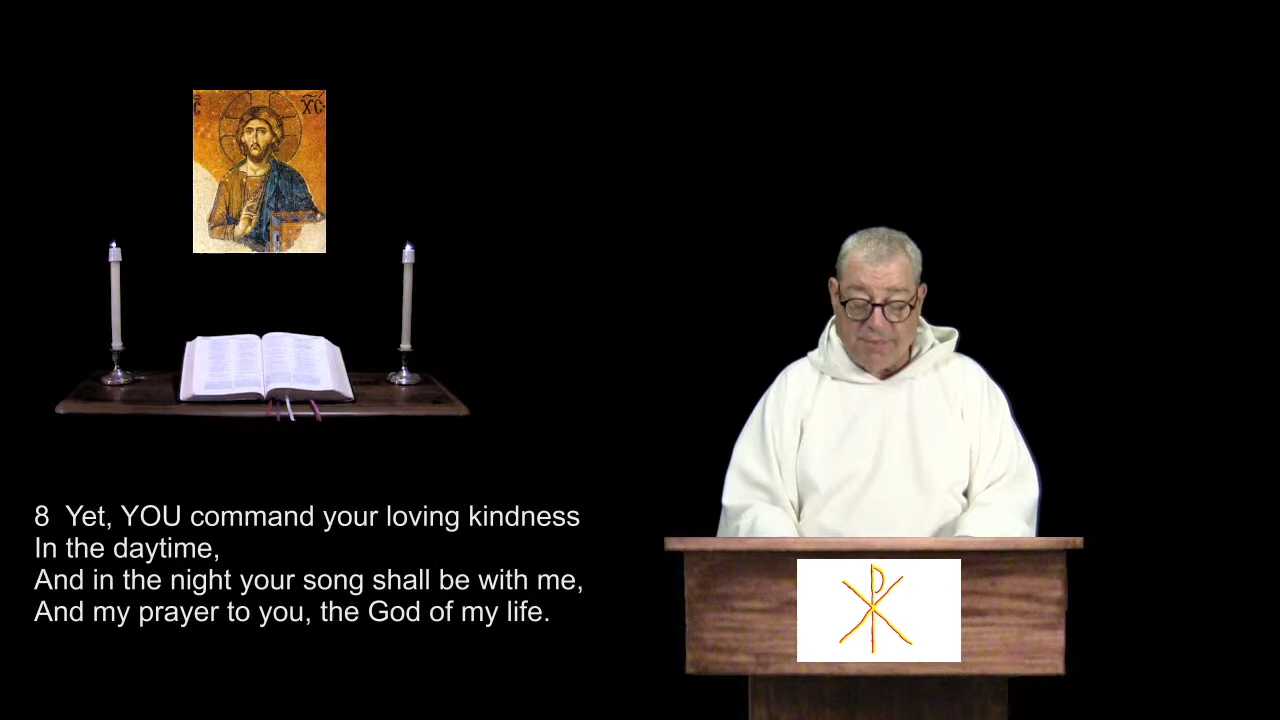 XC
8 Yet, YOU command your loving kindness
In the daytime,
And in the night your song shall be with me,
And my prayer to you, the God of my life.